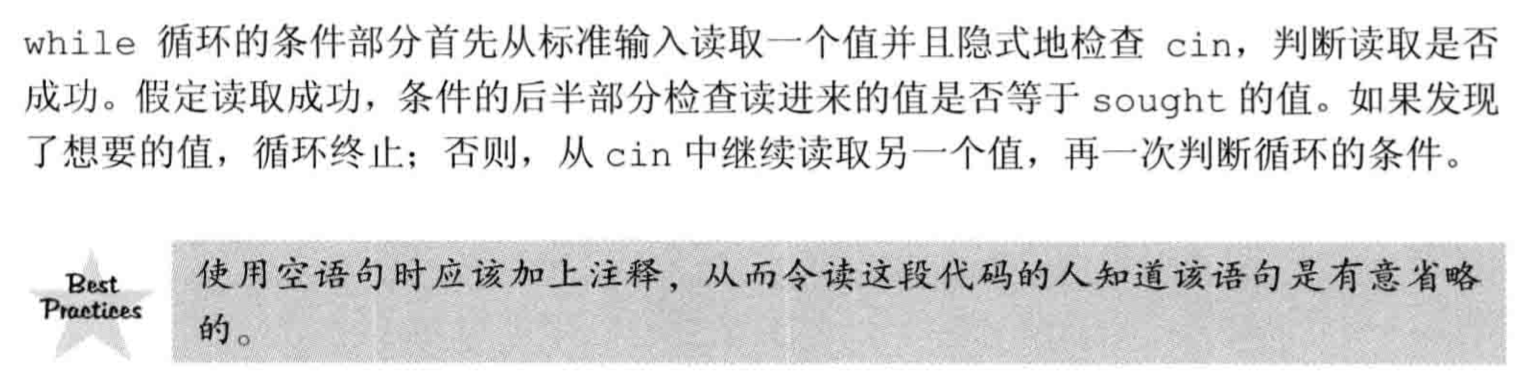 while 循环的条件部分首先从标准输入读取一个值并且隐式地检查 cin，判断读取是否
成功。假定读取成功，条件的后半部分检查读进来的值是否等于 sought 的值。如果发现
了想要的值，循环终止；否则，从 cin 中继续读取另一个值，再一次判断循环的条件。
Best
Practices
使用空语句时应该加上注释，从而令读这段代码的人知道该语句是有意省略
的。